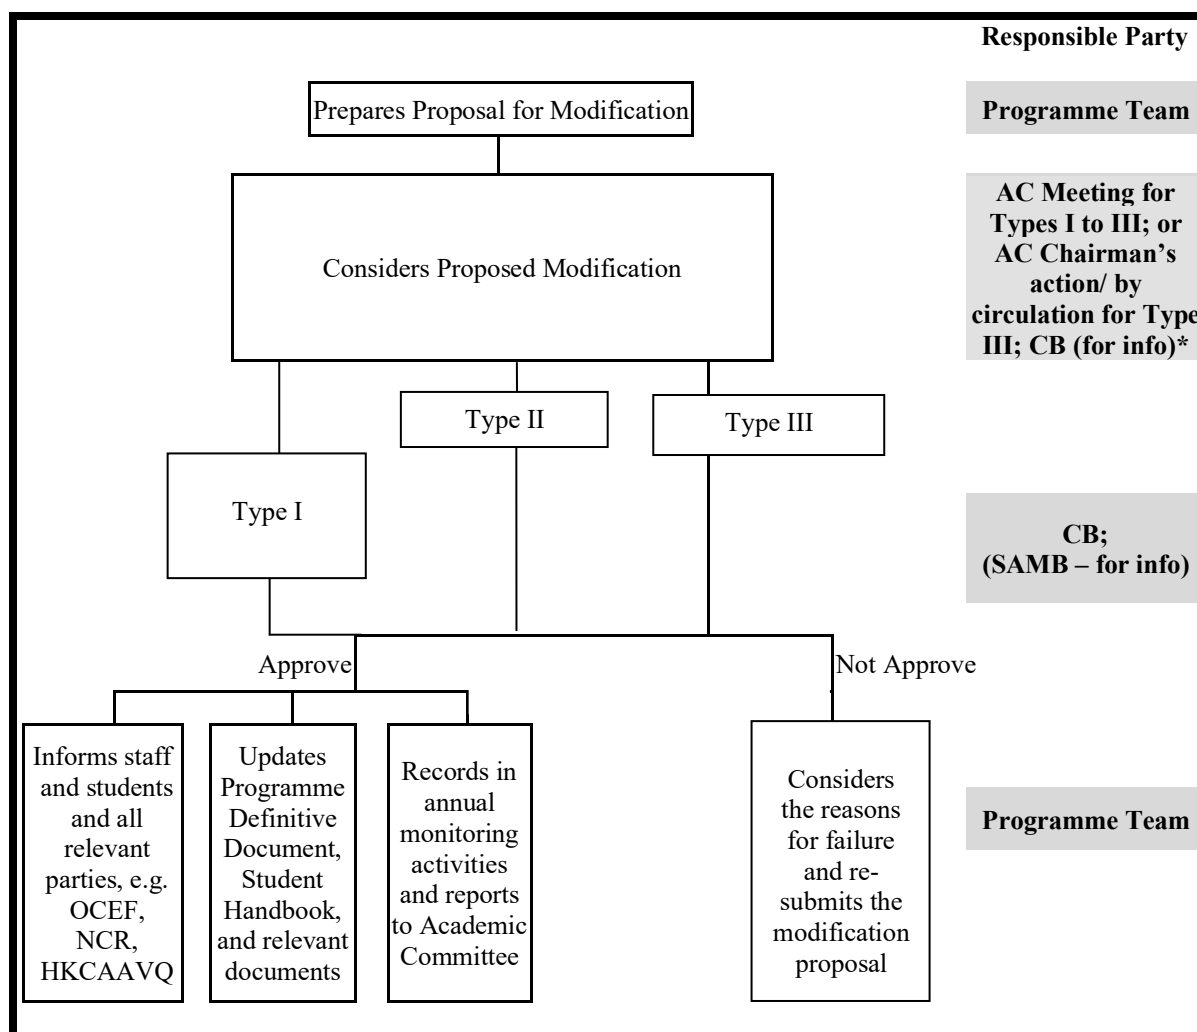 Responsible Party
Prepares Proposal for Modification
Programme Team
Considers Proposed Modification
AC Meeting for
Types I to III; or
AC Chairman’s
action/ by
circulation for Type
III; CB (for info)*
Type II
Type III
Type I
CB;
(SAMB – for info)
Approve
Not Approve
Informs staff
and students
and all
relevant
parties, e.g.
OCEF,
NCR,
HKCAAVQ
Updates
Programme
Definitive
Document,
Student
Handbook,
and relevant
documents
Records in
annual
monitoring
activities
and reports
to Academic
Committee
Considers
the reasons
for failure
and re-
submits the
modification
proposal
Programme Team